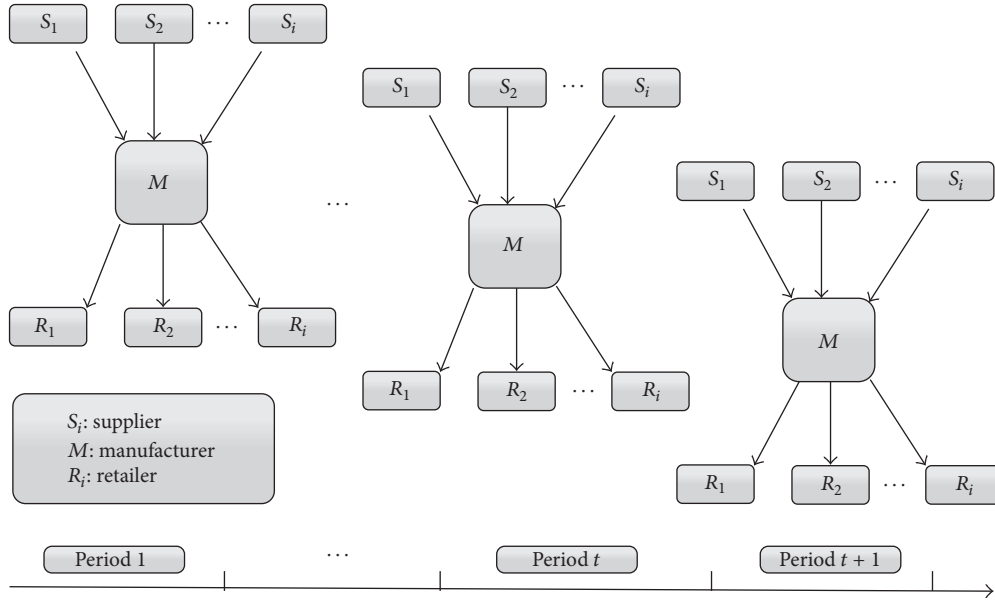 S₁ S₂ ⋯ Sᵢ
M
R₁ R₂ ⋯ Rᵢ
⋯
S₁ S₂ ⋯ Sᵢ
M
R₁ R₂ ⋯ Rᵢ
S₁ S₂ ⋯ Sᵢ
M
R₁ R₂ ⋯ Rᵢ
Sᵢ: supplier
M: manufacturer
Rᵢ: retailer
Period 1 ⋯ Period t Period t + 1